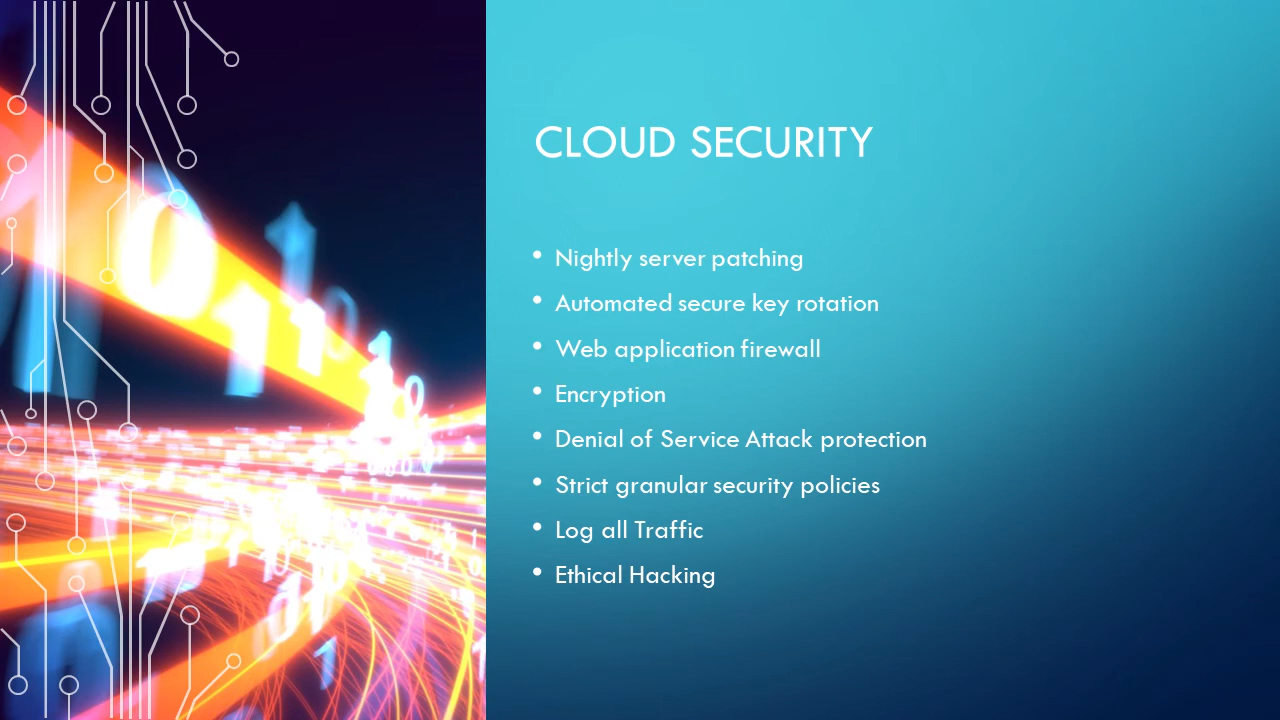 CLOUD SECURITY
• Nightly server patching
• Automated secure key rotation
• Web application firewall
• Encryption
• Denial of Service Attack protection
• Strict granular security policies
• Log all Traffic
• Ethical Hacking